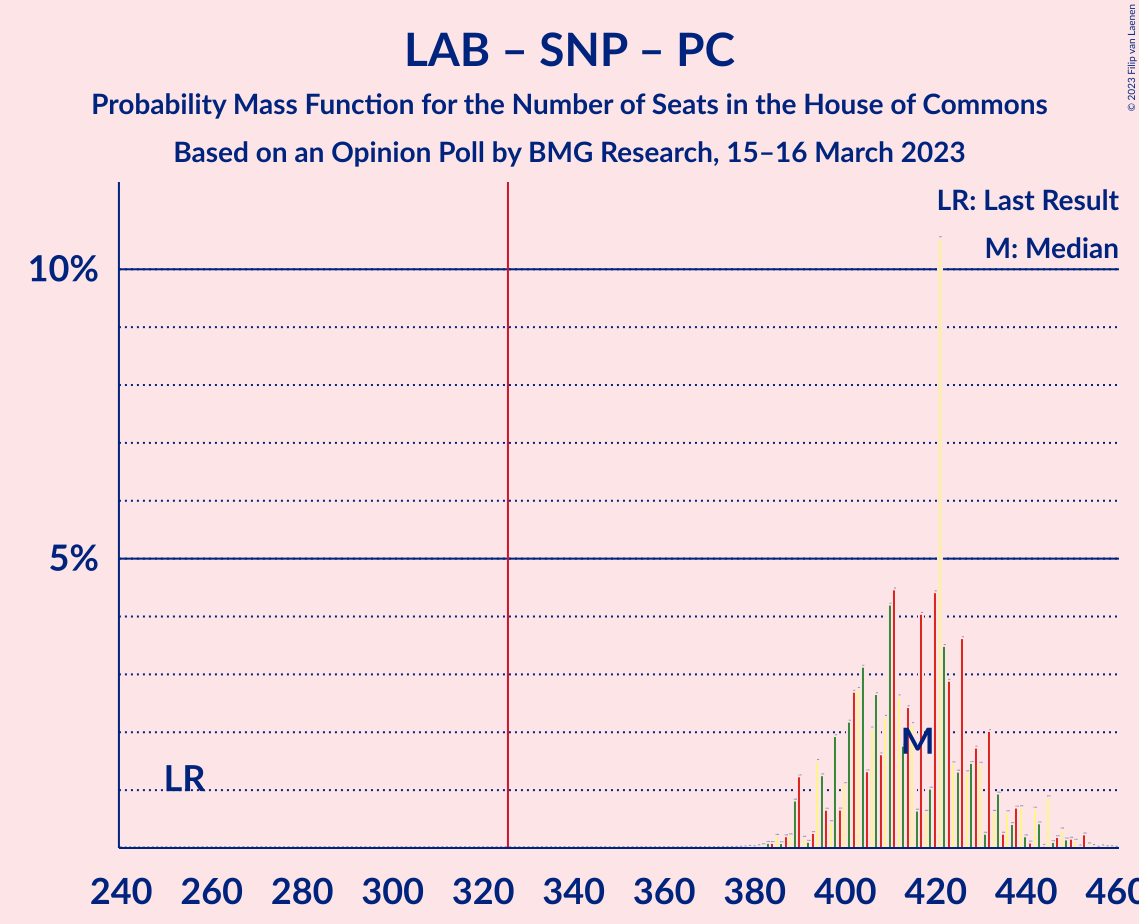 LAB – SNP – PC
Probability Mass Function for the Number of Seats in the House of Commons
Based on an Opinion Poll by BMG Research, 15–16 March 2023
© 2023 Filip van Laenen
LR: Last Result
M: Median
10%
5%
LR
M
240 260 280 300 320 340 360 380 400 420 440 460